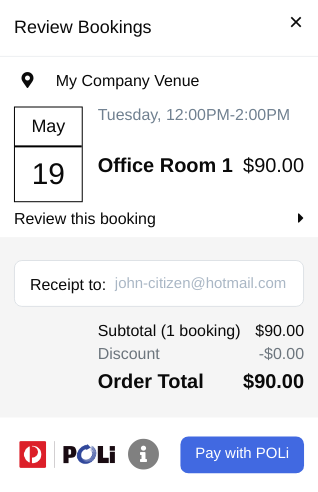 Review Bookings
My Company Venue
Tuesday, 12:00PM-2:00PM
May
19
Office Room 1 $90.00
Review this booking
Receipt to: john-citizen@hotmail.com
Subtotal (1 booking) $90.00
Discount -$0.00
Order Total $90.00
POLi Pay with POLi